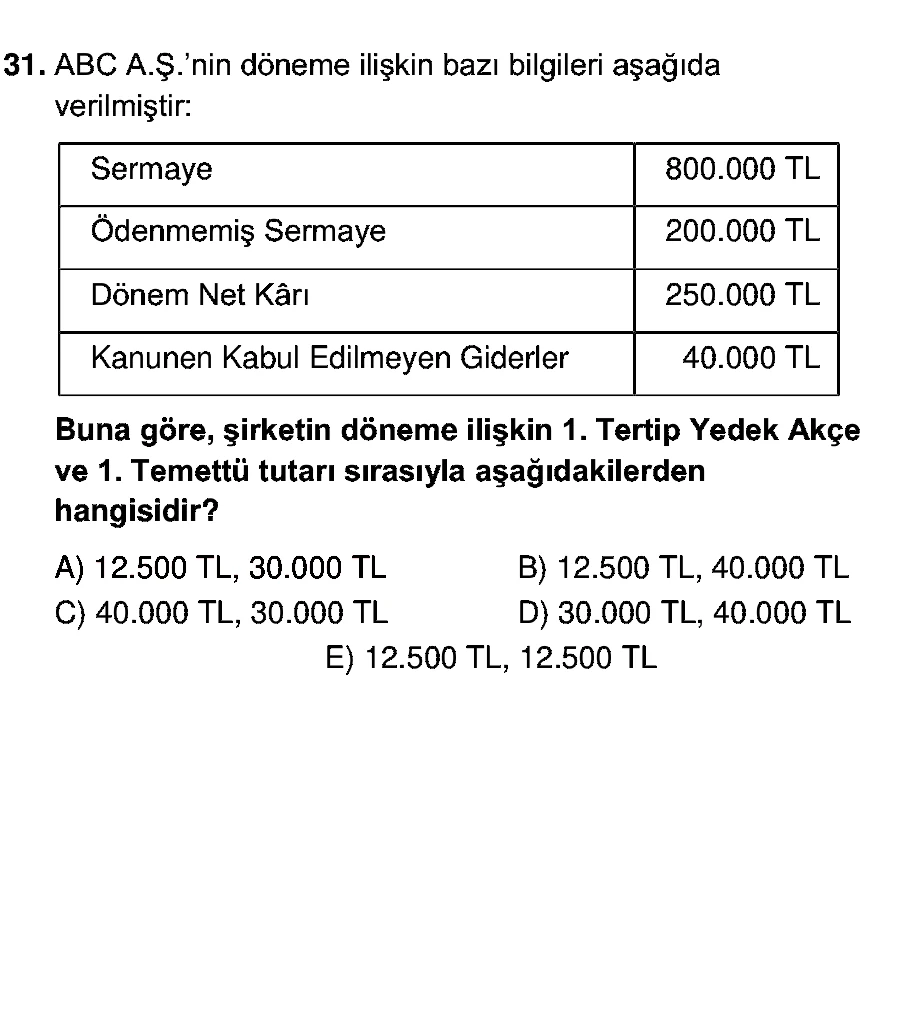 31. ABC A.Ş.’nin döneme ilişkin bazı bilgileri aşağıda
verilmiştir:
Sermaye 800.000 TL
Ödenmemiş Sermaye 200.000 TL
Dönem Net Kârı 250.000 TL
Kanunen Kabul Edilmeyen Giderler 40.000 TL
Buna göre, şirketin döneme ilişkin 1. Tertip Yedek Akçe
ve 1. Temettü tutarı sırasıyla aşağıdakilerden
hangisidir?
A) 12.500 TL, 30.000 TL B) 12.500 TL, 40.000 TL
C) 40.000 TL, 30.000 TL D) 30.000 TL, 40.000 TL
E) 12.500 TL, 12.500 TL